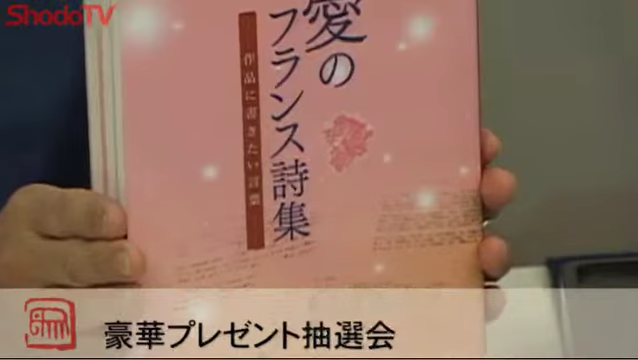 ShodoTV
愛の
フランス詩集
作品に書きたい言葉
豪華プレゼント抽選会